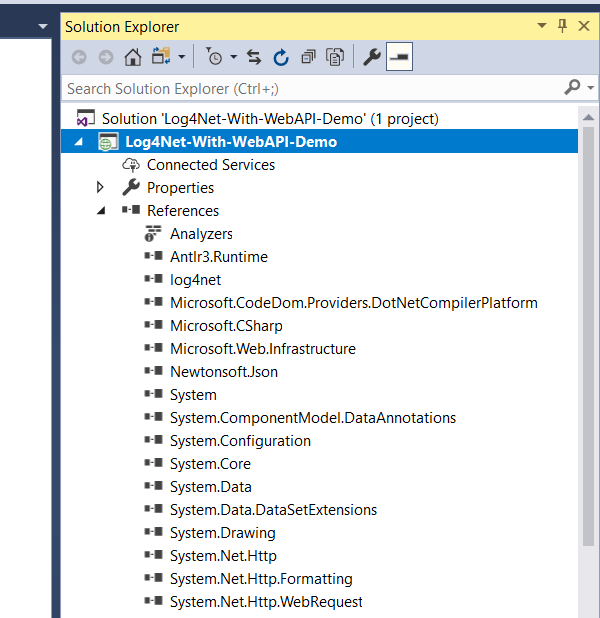 Solution Explorer
Search Solution Explorer (Ctrl+;)
Solution 'Log4Net-With-WebAPI-Demo' (1 project)
Log4Net-With-WebAPI-Demo
Connected Services
Properties
References
Analyzers
Antlr3.Runtime
log4net
Microsoft.CodeDom.Providers.DotNetCompilerPlatform
Microsoft.CSharp
Microsoft.Web.Infrastructure
Newtonsoft.Json
System
System.ComponentModel.DataAnnotations
System.Configuration
System.Core
System.Data
System.Data.DataSetExtensions
System.Drawing
System.Net.Http
System.Net.Http.Formatting
System.Net.Http.WebRequest